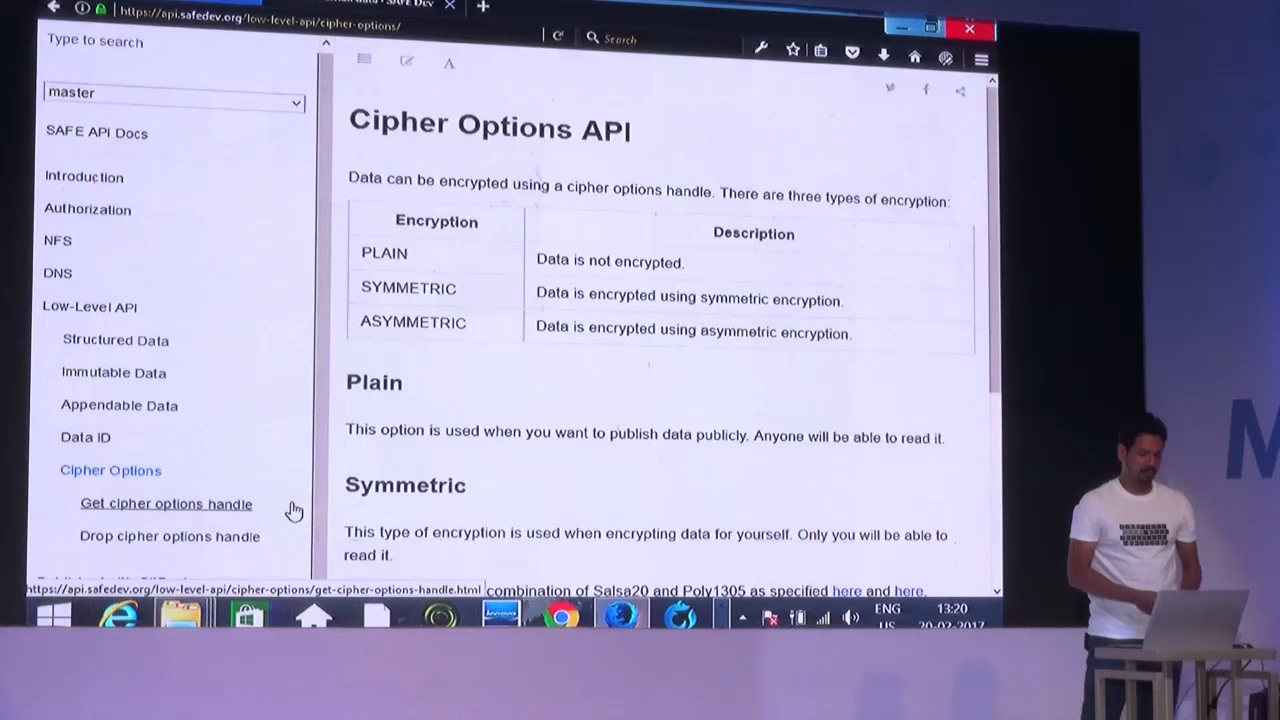 https://api.safedev.org/low-level-api/cipher-options/
Search
Type to search
master
SAFE API Docs
Introduction
Authorization
NFS
DNS
Low-Level API
Structured Data
Immutable Data
Appendable Data
Data ID
Cipher Options
Get cipher options handle
Drop cipher options handle
A
Cipher Options API
Data can be encrypted using a cipher options handle. There are three types of encryption:
Encryption Description
PLAIN Data is not encrypted.
SYMMETRIC Data is encrypted using symmetric encryption.
ASYMMETRIC Data is encrypted using asymmetric encryption.
Plain
This option is used when you want to publish data publicly. Anyone will be able to read it.
Symmetric
This type of encryption is used when encrypting data for yourself. Only you will be able to
read it.
https://api.safedev.org/low-level-api/cipher-options/get-cipher-options-handle.html combination of Salsa20 and Poly1305 as specified here and here.
ENG 13:20
US 20-02-2017
M